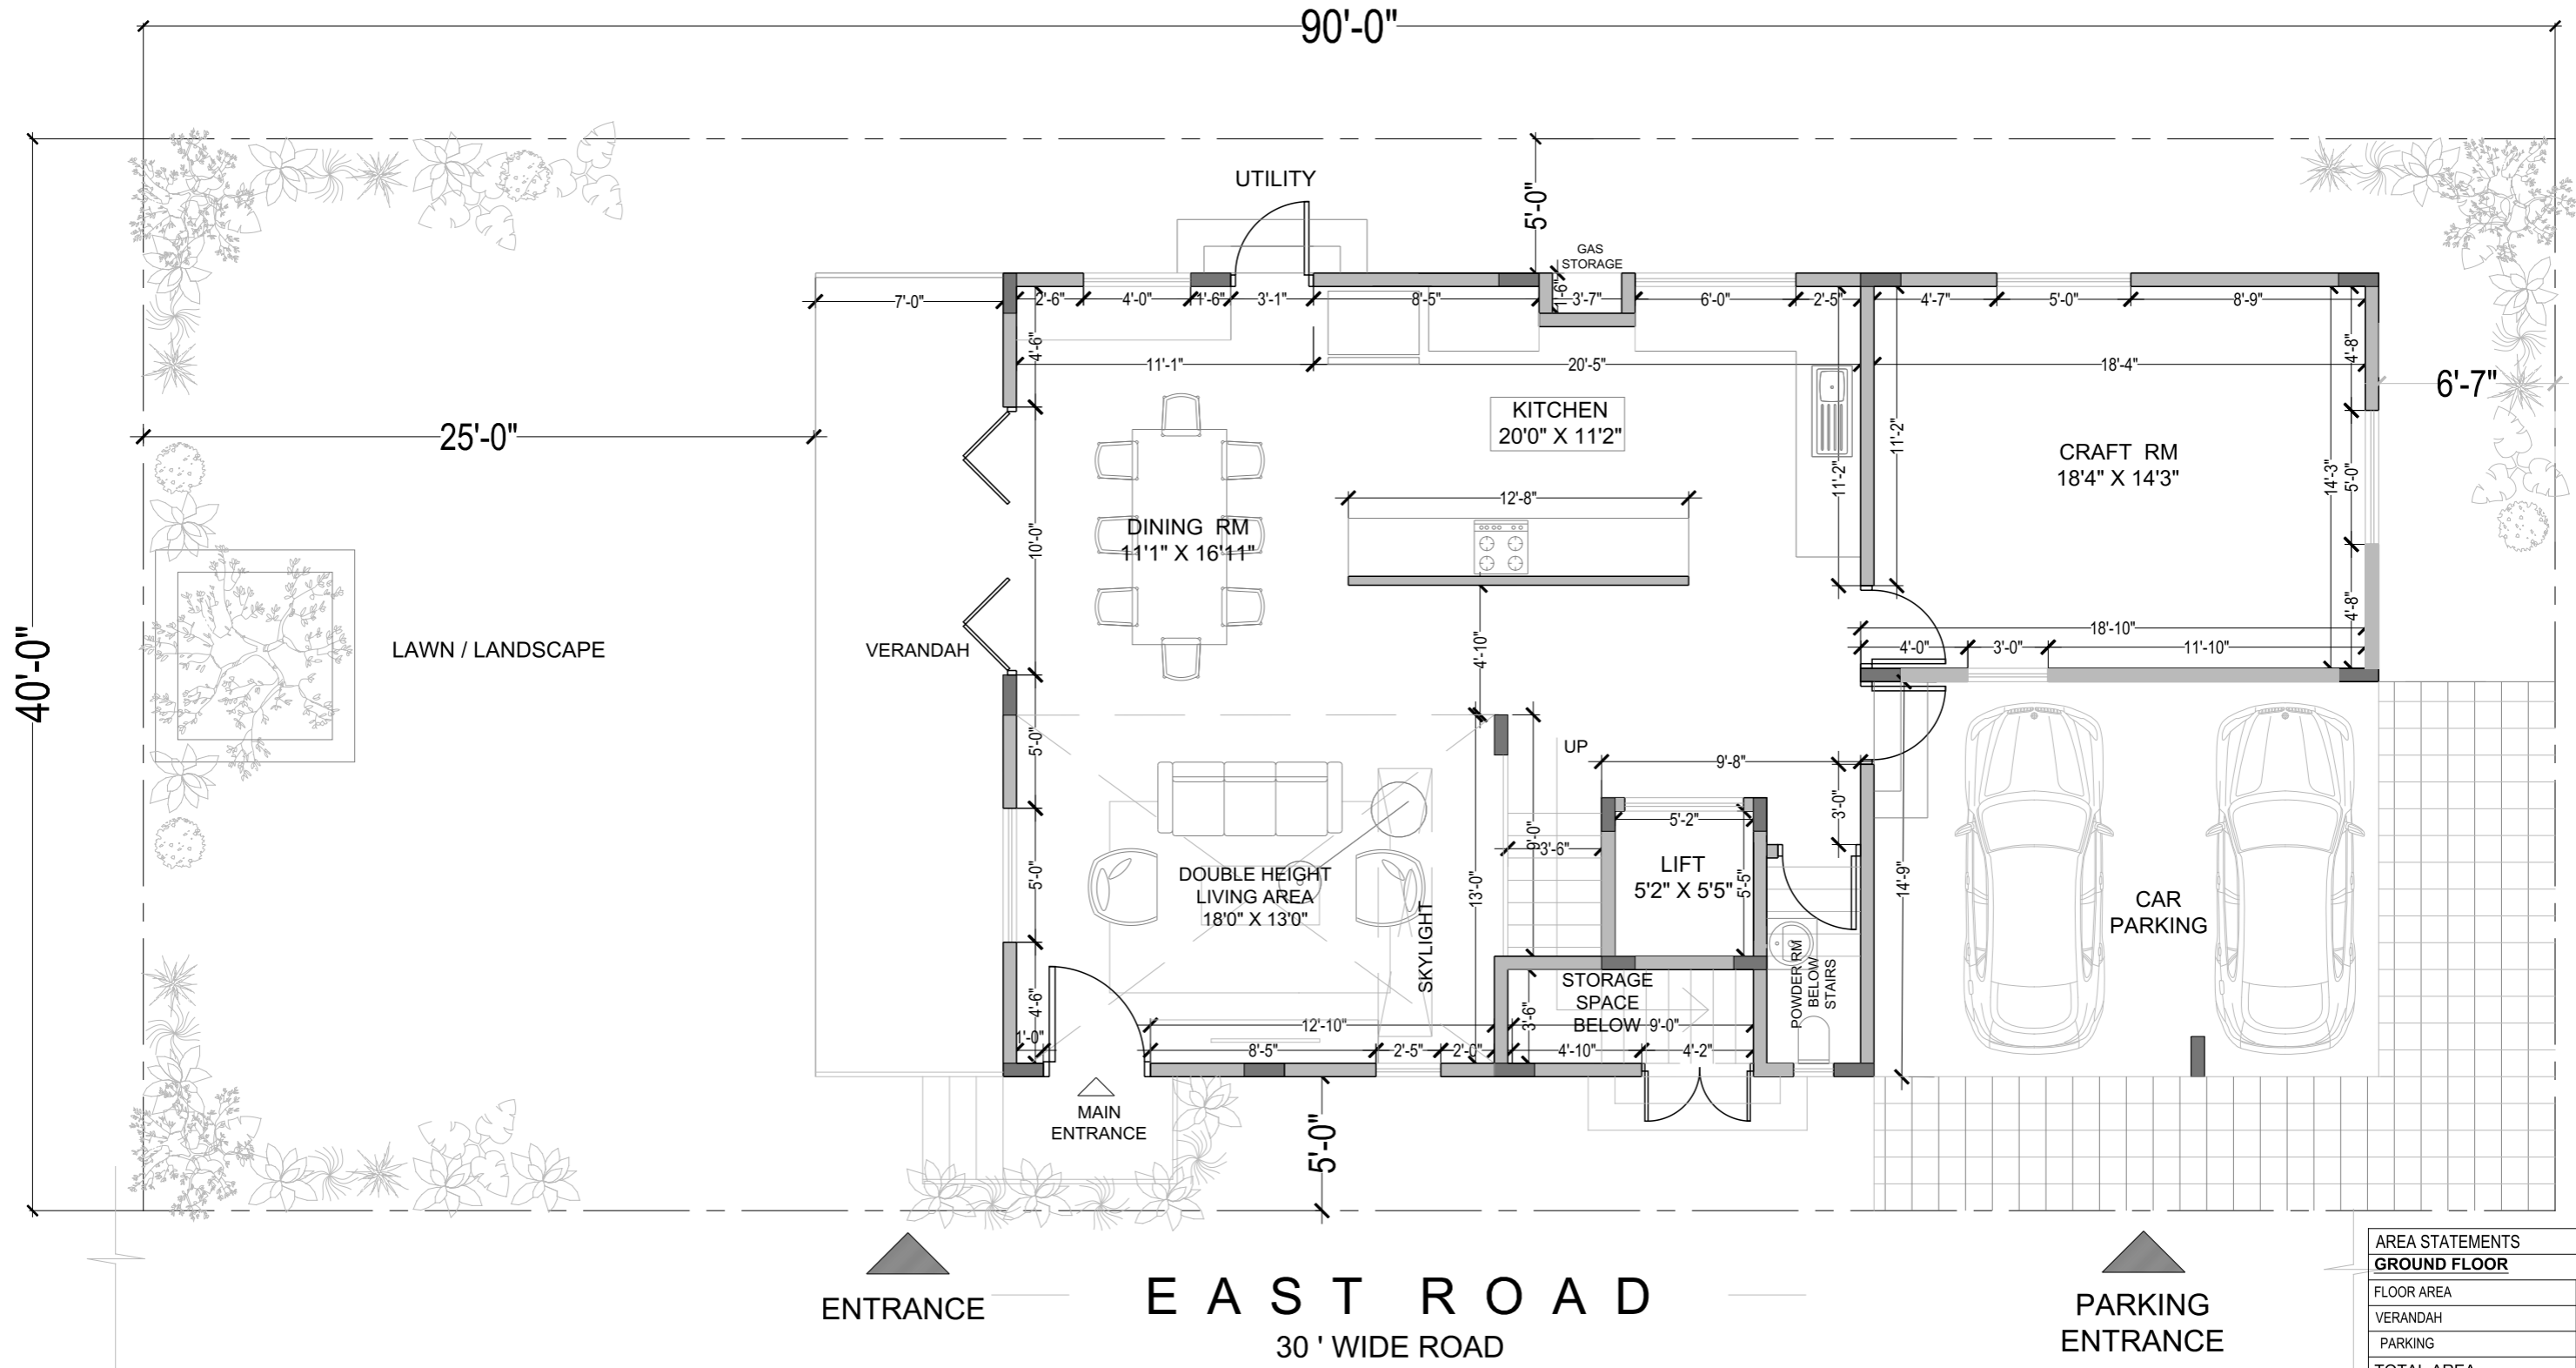 90'-0"
UTILITY
5'-0"
GAS
STORAGE
7'-0"
2'-6"
4'-0"
1'-6"
3'-1"
8'-5"
1'-6"
3'-7"
6'-0"
2'-5"
4'-7"
5'-0"
8'-9"
4'-6"
11'-1"
20'-5"
18'-4"
4'-8"
6'-7"
25'-0"
KITCHEN
20'0" X 11'2"
11'-2"
11'-2"
CRAFT RM
18'4" X 14'3"
14'-3"
5'-0"
12'-8"
DINING RM
11'1" X 16'11"
10'-0"
4'-8"
40'-0"
LAWN / LANDSCAPE
VERANDAH
4'-10"
18'-10"
4'-0"
3'-0"
11'-10"
5'-0"
UP
9'-8"
3'-0"
5'-2"
9'-0"
3'-6"
LIFT
5'2" X 5'5"
5'-5"
5'-0"
DOUBLE HEIGHT
LIVING AREA
18'0" X 13'0"
13'-0"
14'-9"
CAR
PARKING
SKYLIGHT
POWDER RM
BELOW
STAIRS
STORAGE
SPACE
BELOW
9'-0"
3'-6"
4'-6"
1'-0"
12'-10"
8'-5"
2'-5"
2'-0"
4'-10"
4'-2"
MAIN
ENTRANCE
5'-0"
ENTRANCE
EAST ROAD
30 ' WIDE ROAD
PARKING
ENTRANCE
AREA STATEMENTS
GROUND FLOOR
FLOOR AREA
VERANDAH
PARKING
TOTAL AREA